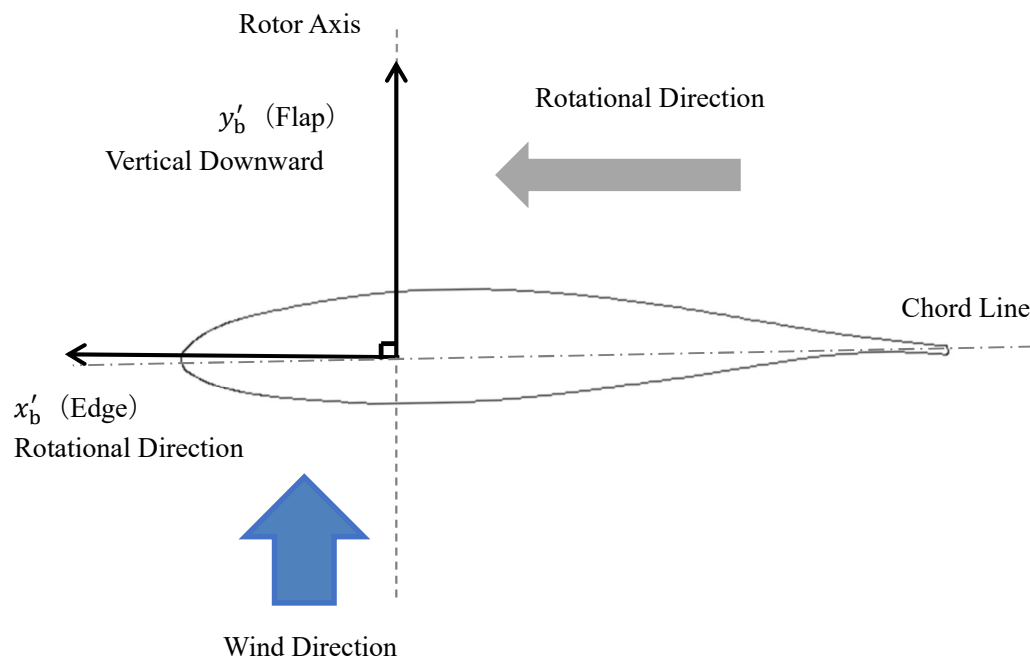 Rotor Axis
Rotational Direction
y′b （Flap）
Vertical Downward
Chord Line
x′b （Edge）
Rotational Direction
Wind Direction